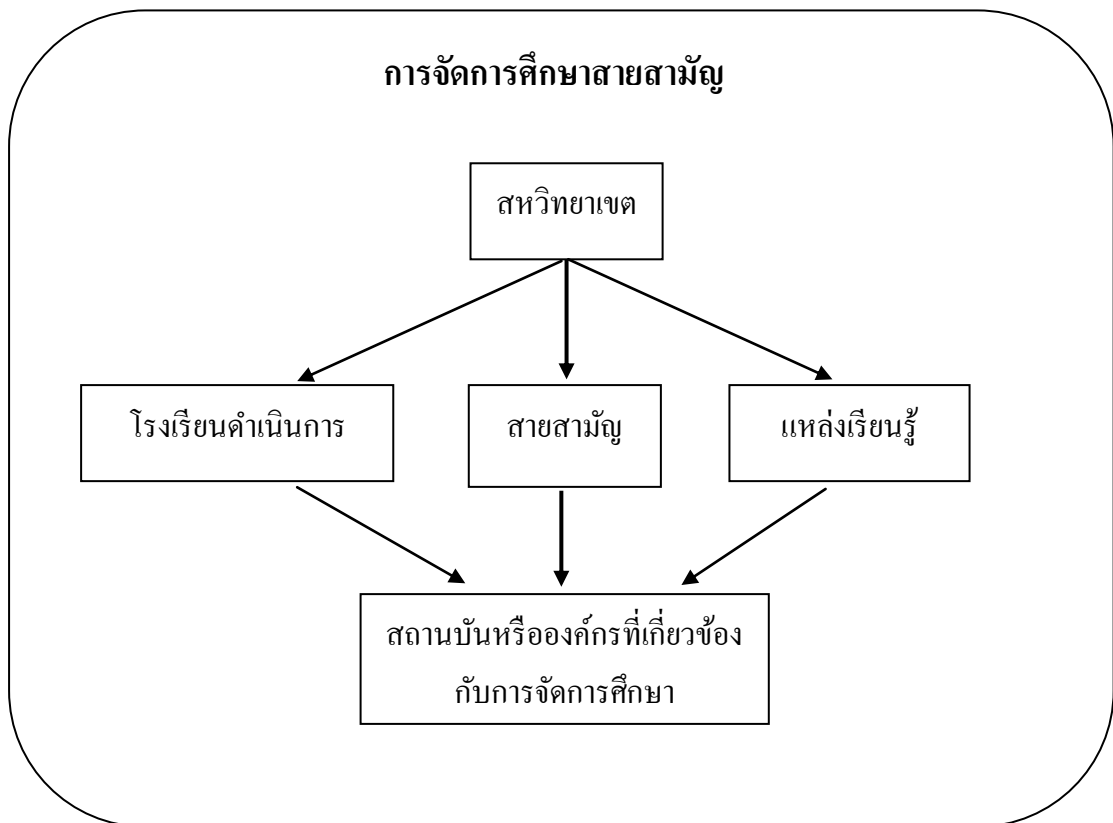 การจัดการศึกษาสายสามัญ
สหวิทยาเขต
โรงเรียนดำเนินการ
สายสามัญ
แหล่งเรียนรู้
สถานบันหรือองค์กรที่เกี่ยวข้อง
กับการจัดการศึกษา